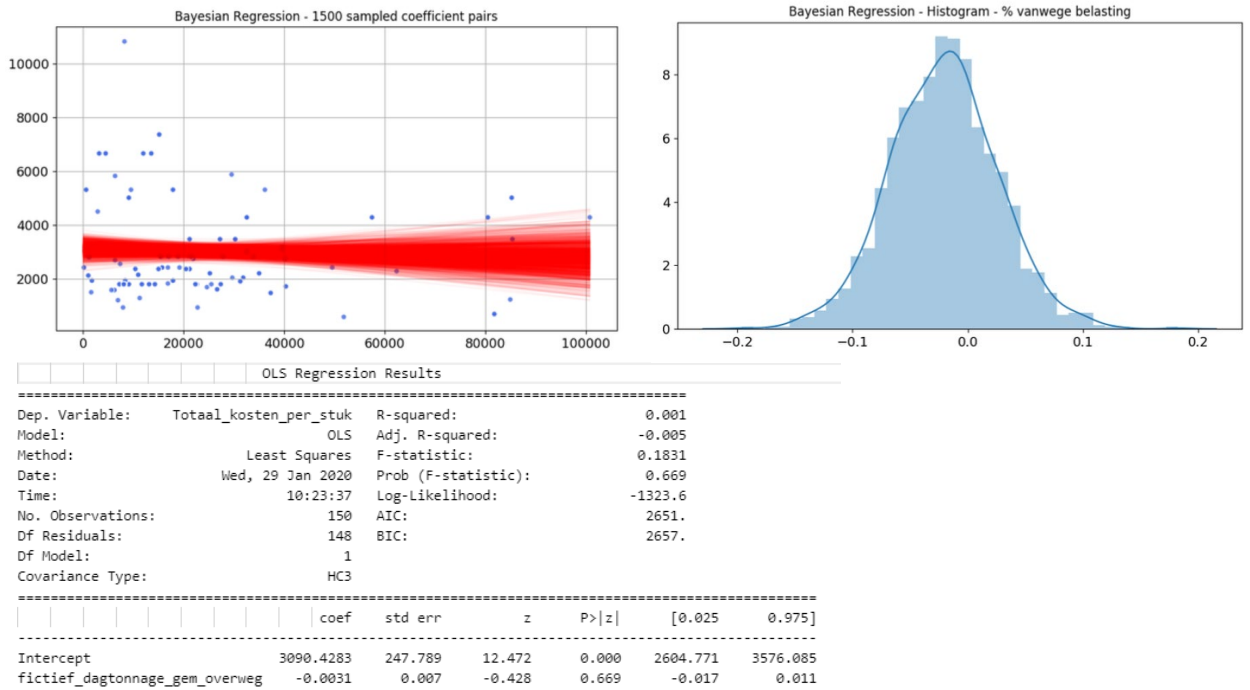 Bayesian Regression - 1500 sampled coefficient pairs
10000
8000
6000
4000
2000
0 20000 40000 60000 80000 100000
Bayesian Regression - Histogram - % vanwege belasting
8
6
4
2
0
−0.2 −0.1 0.0 0.1 0.2
OLS Regression Results
==============================================================================
Dep. Variable: Totaal_kosten_per_stuk R-squared: 0.001
Model: OLS Adj. R-squared: -0.005
Method: Least Squares F-statistic: 0.1831
Date: Wed, 29 Jan 2020 Prob (F-statistic): 0.669
Time: 10:23:37 Log-Likelihood: -1323.6
No. Observations: 150 AIC: 2651.
Df Residuals: 148 BIC: 2657.
Df Model: 1
Covariance Type: HC3
==============================================================================
coef std err z P>|z| [0.025 0.975]
------------------------------------------------------------------------------
Intercept 3090.4283 247.789 12.472 0.000 2604.771 3576.085
fictief_dagtonnage_gem_overweg -0.0031 0.007 -0.428 0.669 -0.017 0.011